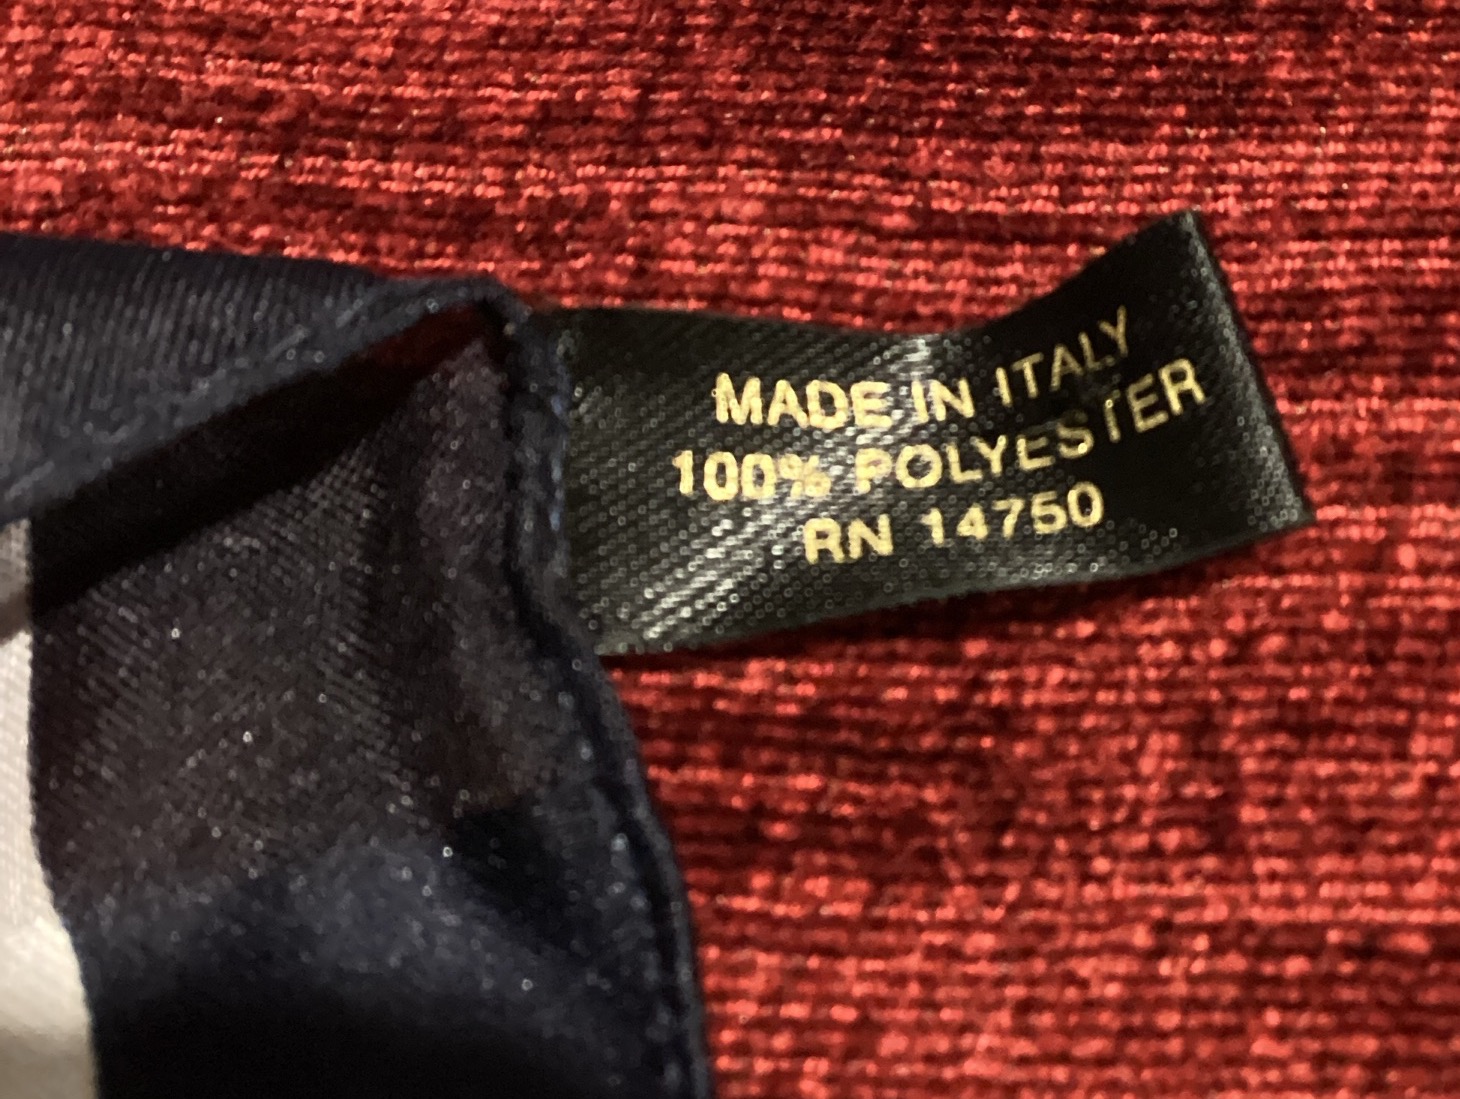 MADE IN ITALY
100% POLYESTER
RN 14750